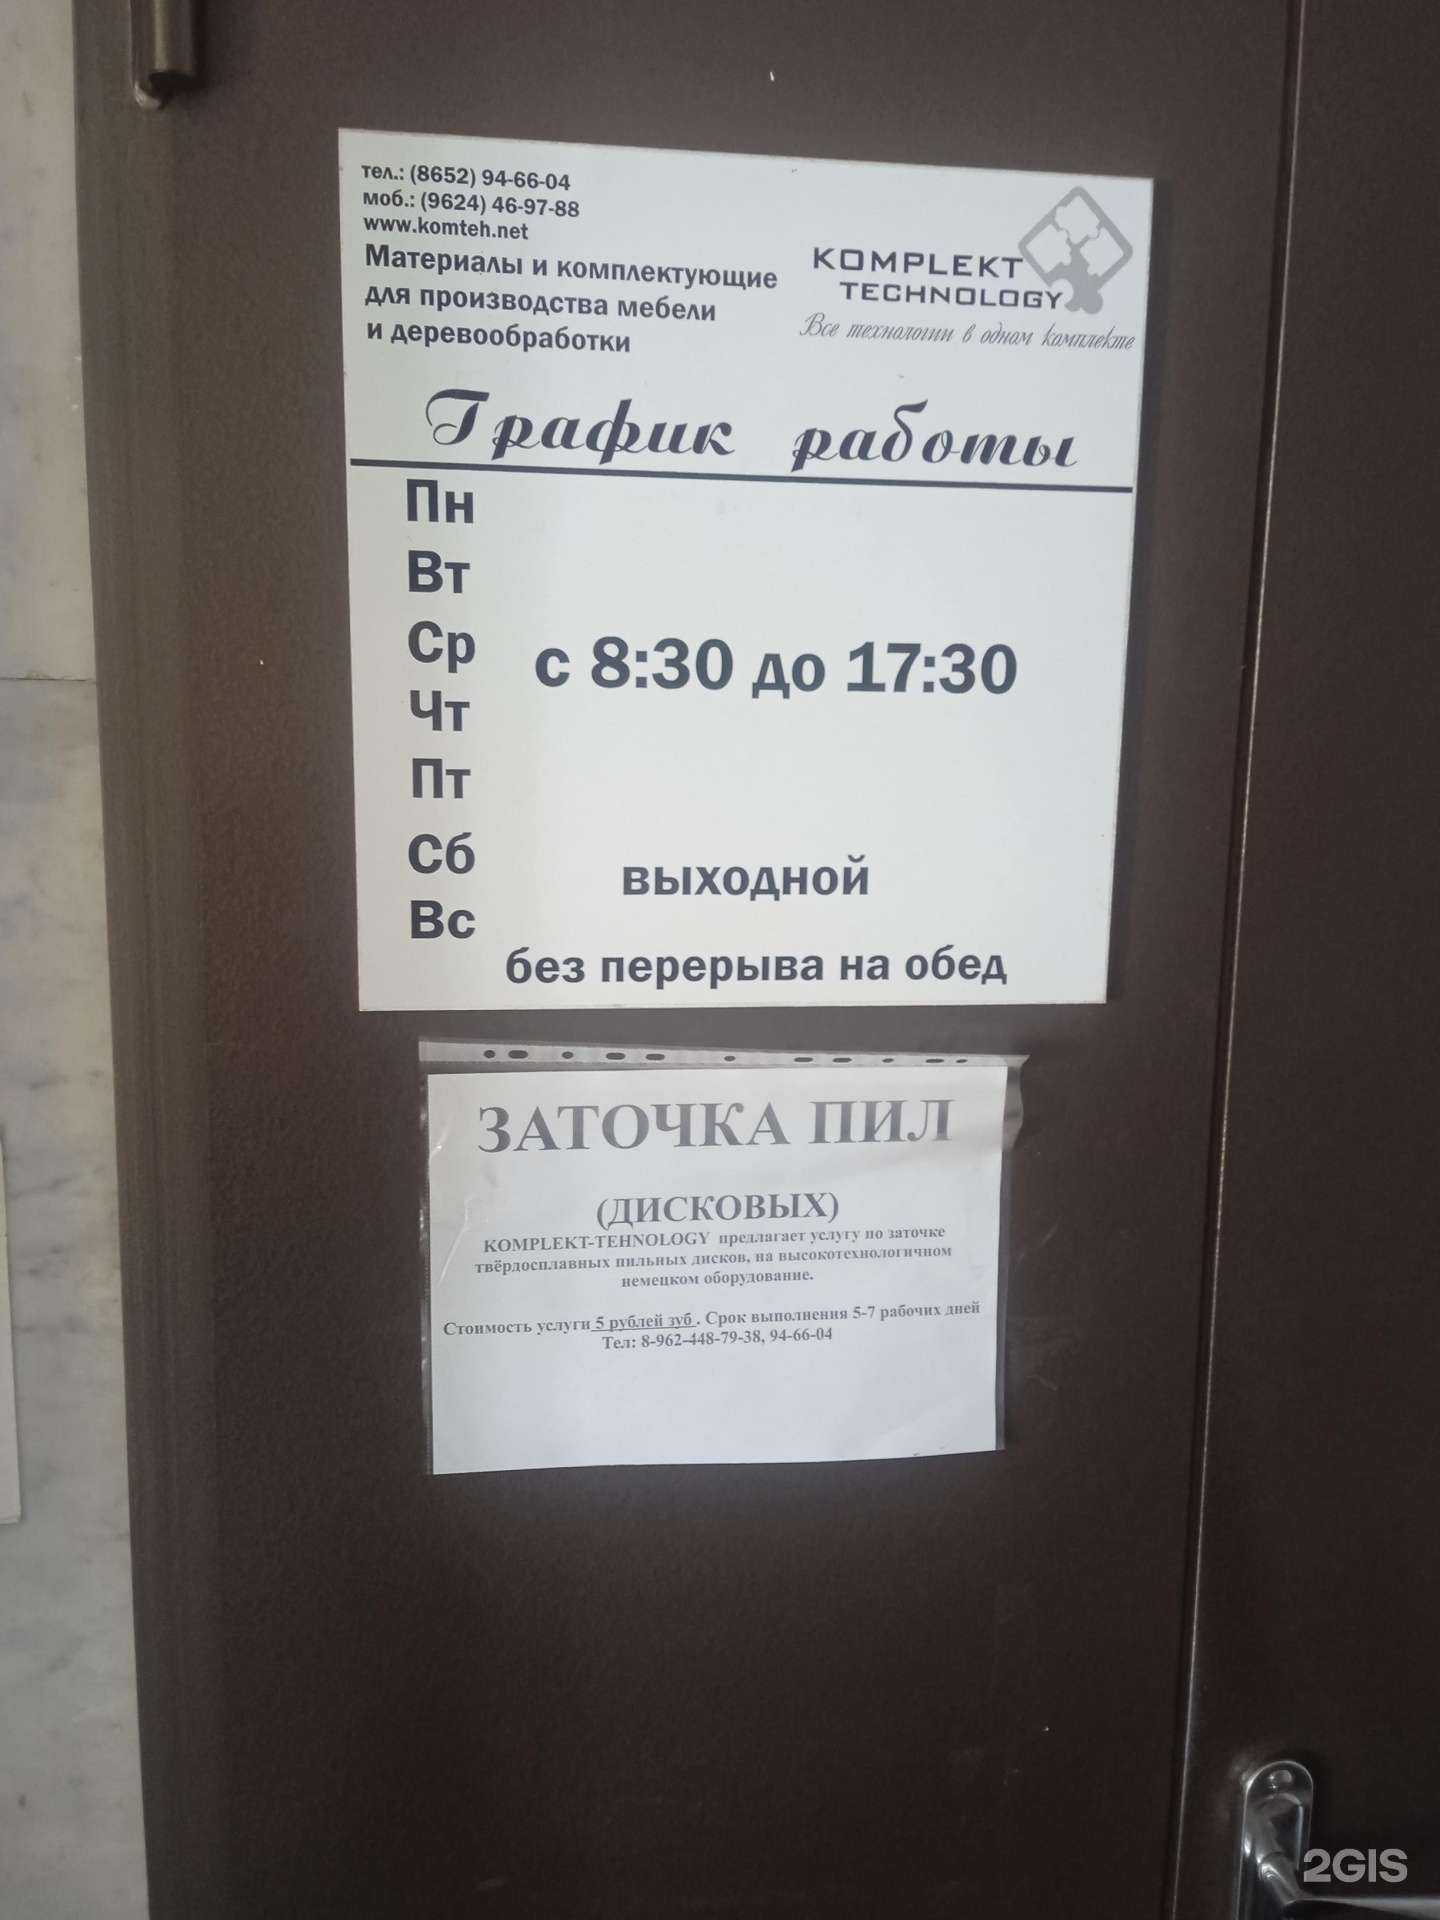 тел.: (8652) 94-66-04
моб.: (9624) 46-97-88
www.komteh.net
Материалы и комплектующие
для производства мебели
и деревообработки
KOMPLEKT
TECHNOLOGY
Все технологии в одном комплекте
График работы
Пн
Вт
Ср
с 8:30 до 17:30
Чт
Пт
Сб
выходной
Вс
без перерыва на обед
ЗАТОЧКА ПИЛ
(ДИСКОВЫХ)
KOMPLEKT-TEHNOLOGY предлагает услугу по заточке
твёрдосплавных пильных дисков, на высокотехнологичном
немецком оборудование.
Стоимость услуги 5 рублей зуб . Срок выполнения 5-7 рабочих дней
Тел: 8-962-448-79-38, 94-66-04
2GIS